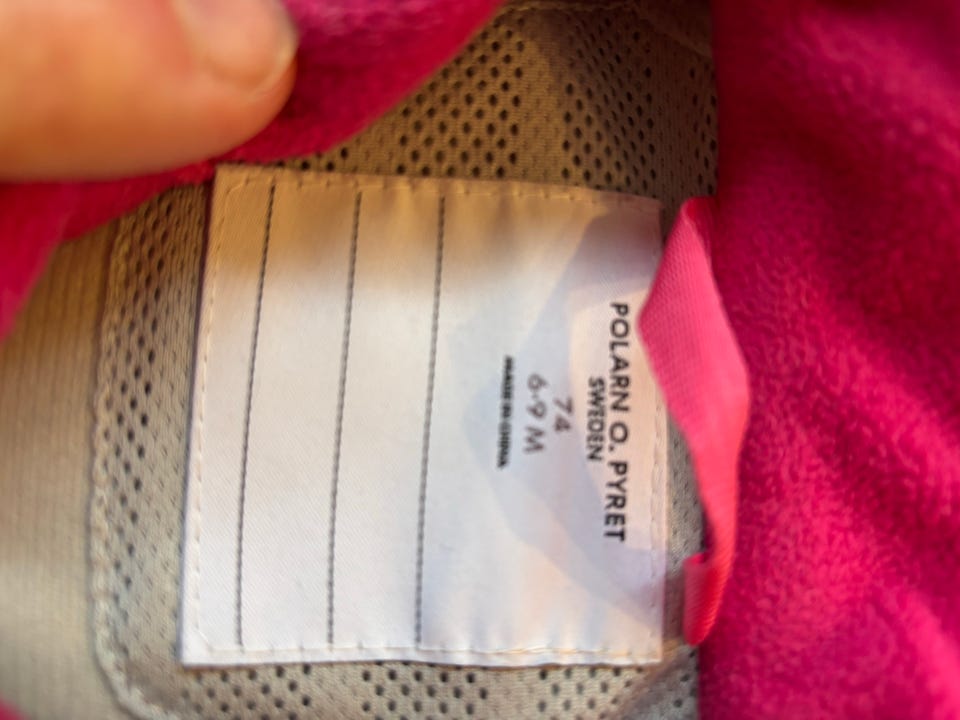 POLARN O. PYRET
SWEDEN
74
6-9 M
MADE IN CHINA